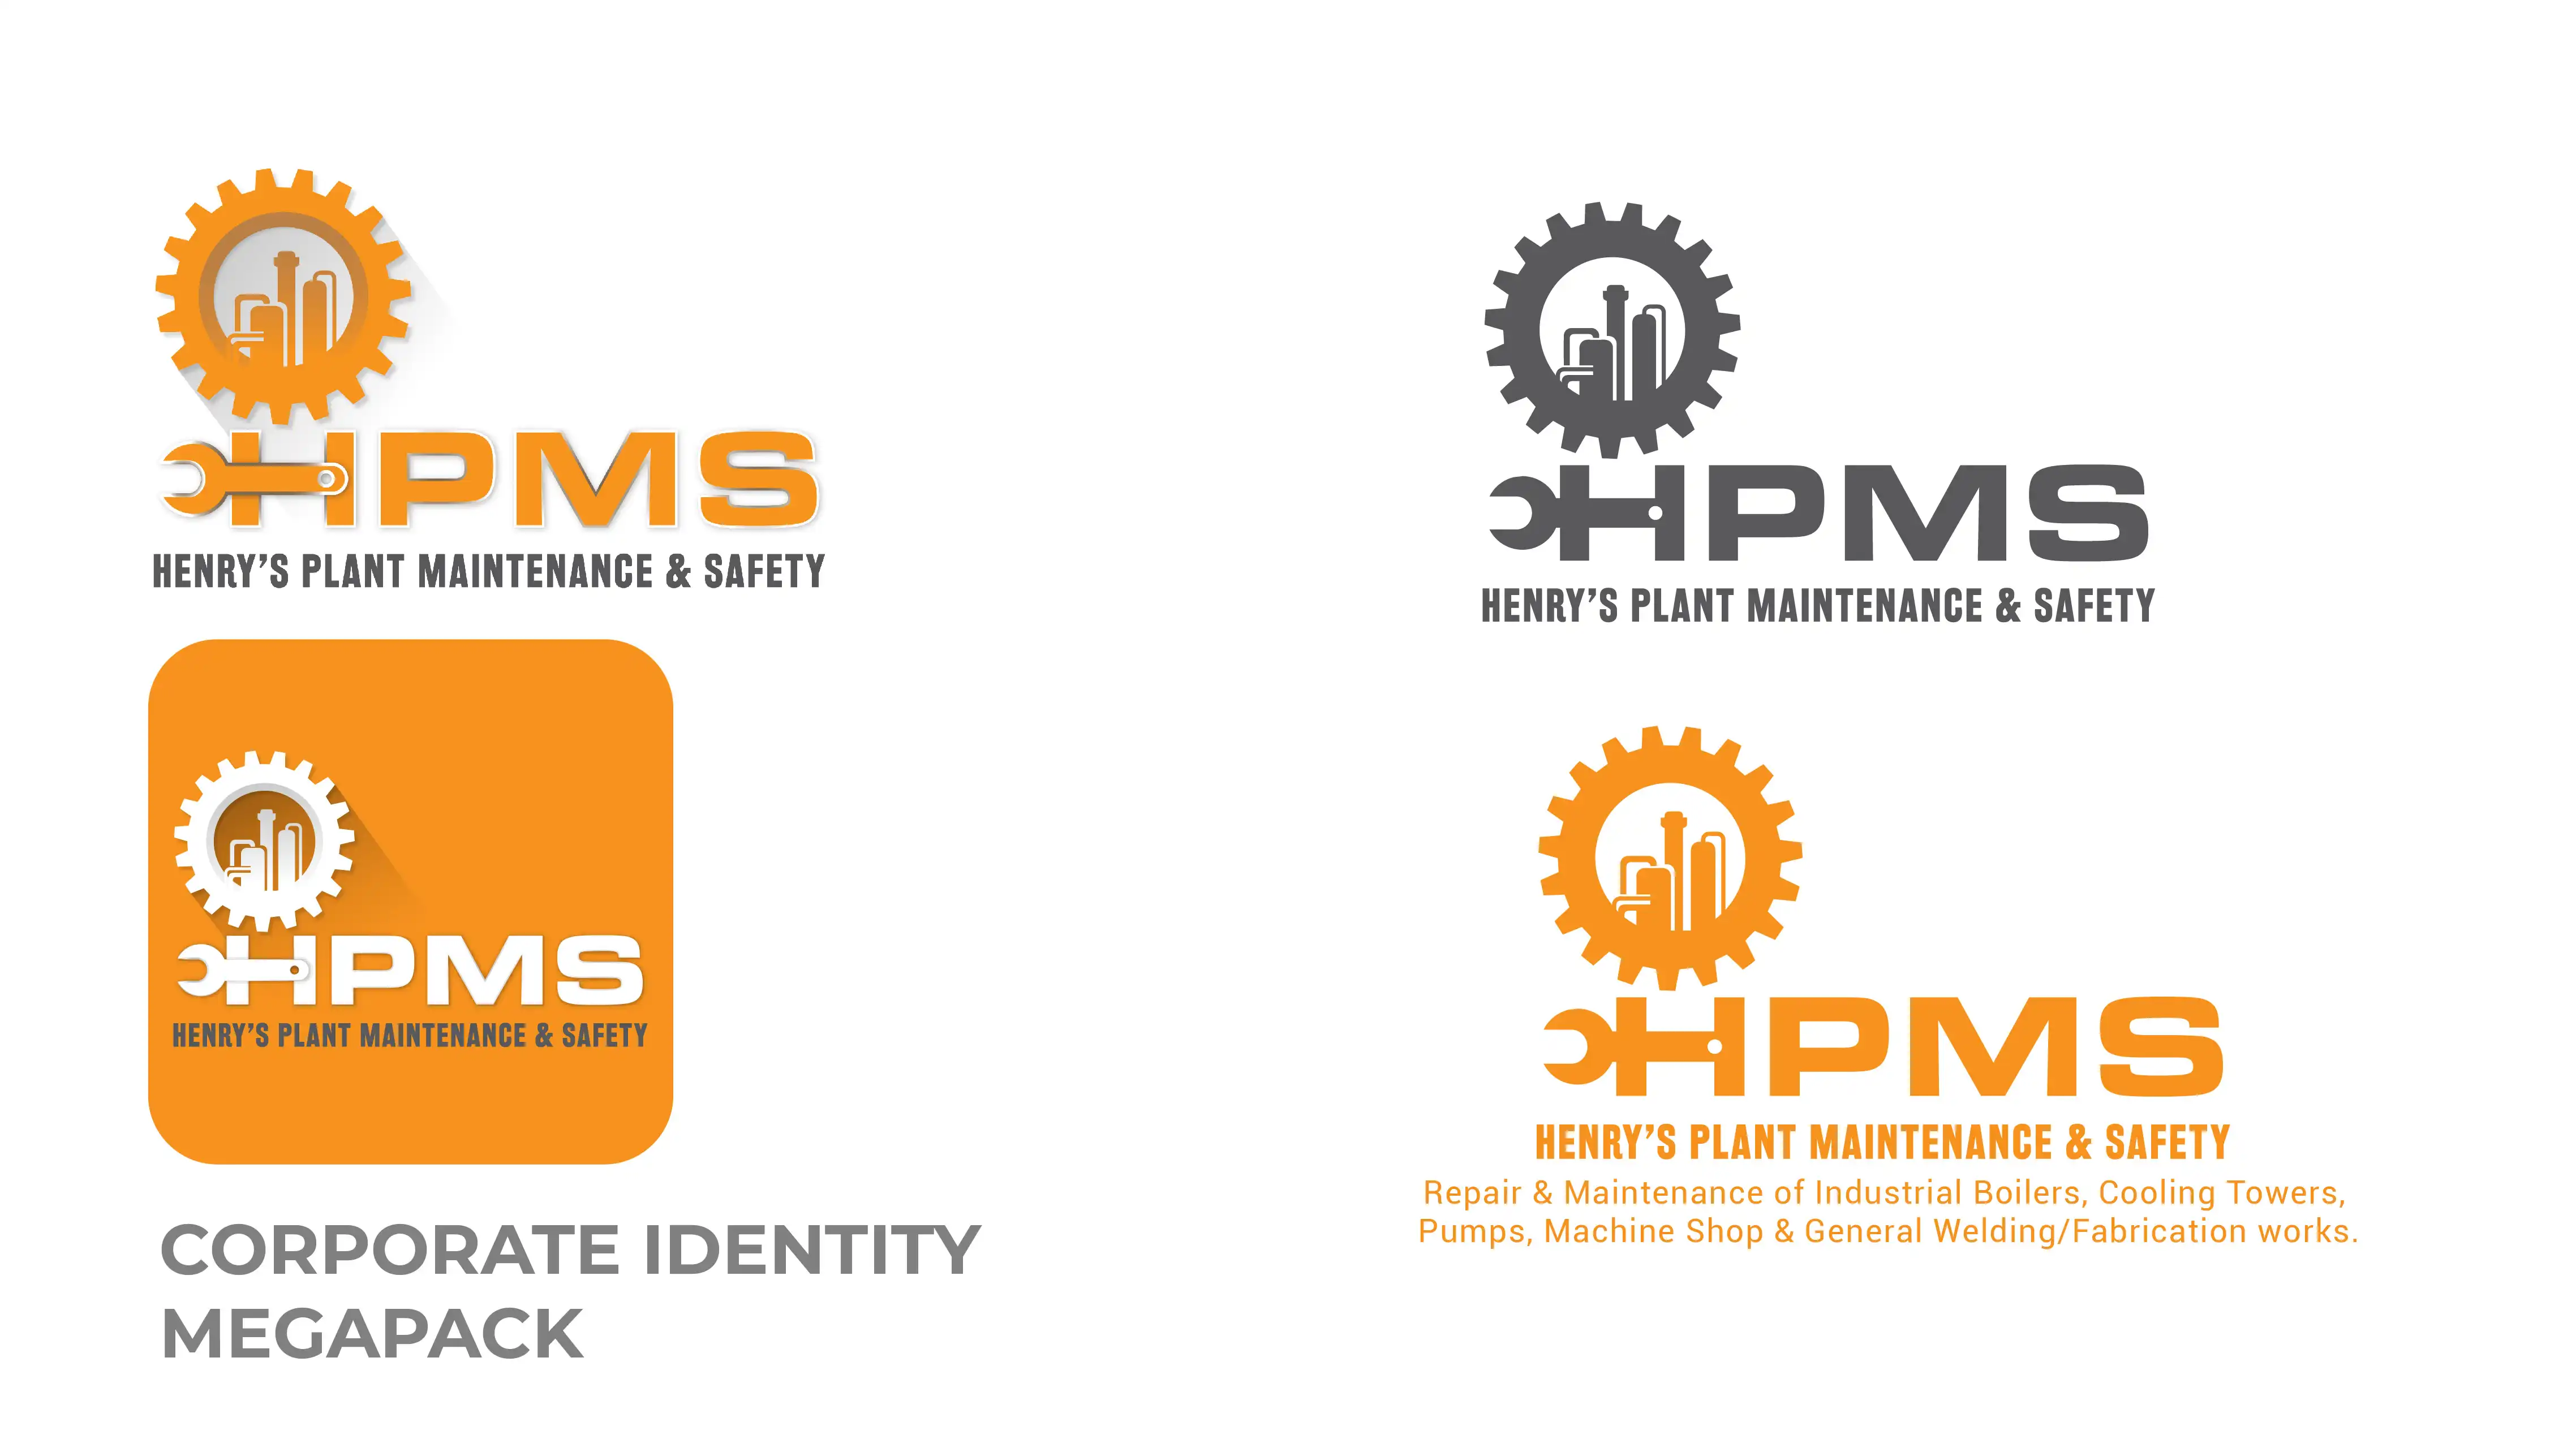 HPMS
HENRY’S PLANT MAINTENANCE & SAFETY
HPMS
HENRY’S PLANT MAINTENANCE & SAFETY
CORPORATE IDENTITY
MEGAPACK
HPMS
HENRY’S PLANT MAINTENANCE & SAFETY
HPMS
HENRY’S PLANT MAINTENANCE & SAFETY
Repair & Maintenance of Industrial Boilers, Cooling Towers,
Pumps, Machine Shop & General Welding/Fabrication works.